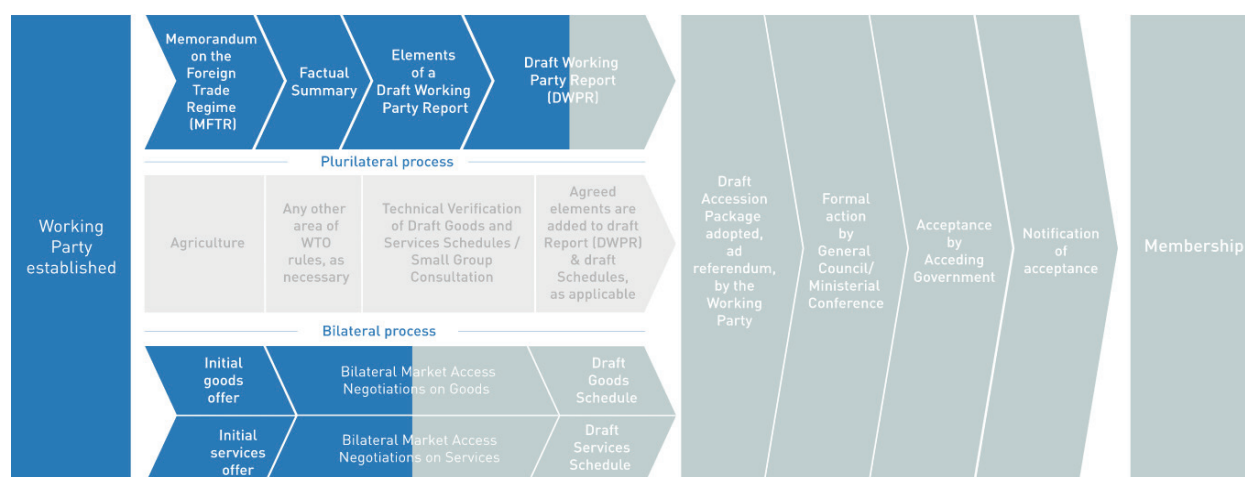 Working
Party
established
Memorandum
on the
Foreign
Trade
Regime
(MFTR)
Factual
Summary
Elements
of a
Draft Working
Party Report
Draft Working
Party Report
(DWPR)
Plurilateral process
Agriculture
Any other
area of
WTO
rules, as
necessary
Technical Verification
of Draft Goods and
Services Schedules /
Small Group
Consultation
Agreed
elements are
added to draft
Report (DWPR)
& draft
Schedules,
as applicable
Bilateral process
Initial
goods
offer
Bilateral Market Access
Negotiations on Goods
Draft
Goods
Schedule
Initial
services
offer
Bilateral Market Access
Negotiations on Services
Draft
Services
Schedule
Draft
Accession
Package
adopted,
ad
referendum,
by the
Working
Party
Formal
action
by
General
Council/
Ministerial
Conference
Acceptance
by
Acceding
Government
Notification
of
acceptance
Membership